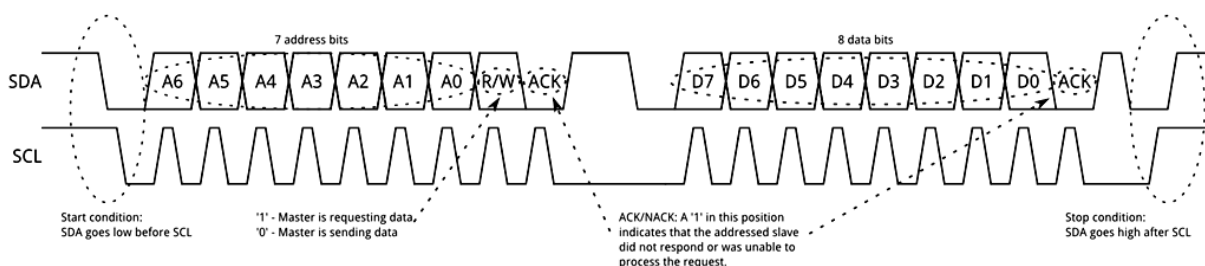 7 address bits
8 data bits
SDA
A6 A5 A4 A3 A2 A1 A0 R/W ACK
D7 D6 D5 D4 D3 D2 D1 D0 ACK
SCL
Start condition:
SDA goes low before SCL
'1' - Master is requesting data,
'0' - Master is sending data
ACK/NACK: A '1' in this position
indicates that the addressed slave
did not respond or was unable to
process the request.
Stop condition:
SDA goes high after SCL